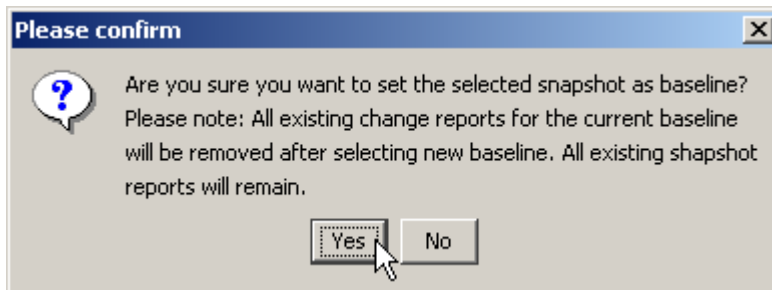 Please confirm
Are you sure you want to set the selected snapshot as baseline?
Please note: All existing change reports for the current baseline
will be removed after selecting new baseline. All existing shapshot
reports will remain.
Yes No